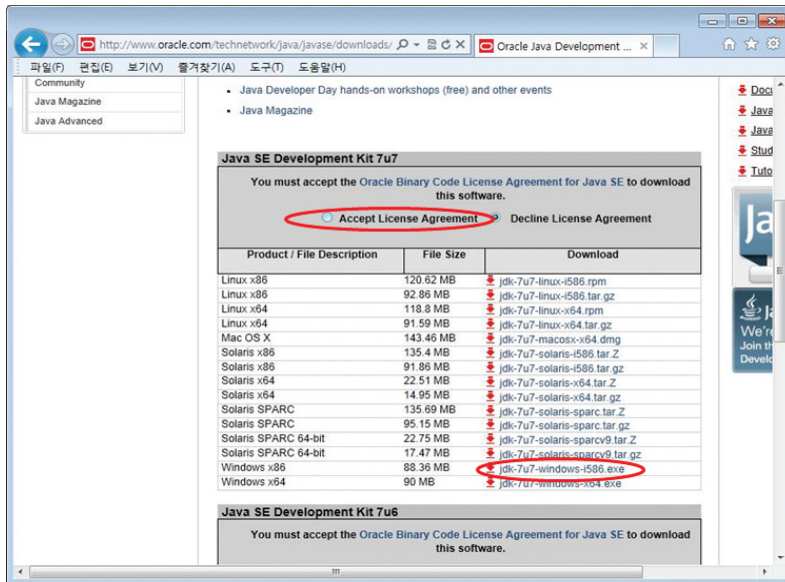 http://www.oracle.com/technetwork/java/javase/downloads/
Oracle Java Development ...
파일(F) 편집(E) 보기(V) 즐겨찾기(A) 도구(T) 도움말(H)
Community
Java Magazine
Java Advanced
Java Developer Day hands-on workshops (free) and other events
Java Magazine
Java SE Development Kit 7u7
You must accept the Oracle Binary Code License Agreement for Java SE to download
this software.
Accept License Agreement Decline License Agreement
Product / File Description File Size Download
Linux x86 120.62 MB jdk-7u7-linux-i586.rpm
Linux x86 92.86 MB jdk-7u7-linux-i586.tar.gz
Linux x64 118.8 MB jdk-7u7-linux-x64.rpm
Linux x64 91.59 MB jdk-7u7-linux-x64.tar.gz
Mac OS X 143.46 MB jdk-7u7-macosx-x64.dmg
Solaris x86 135.4 MB jdk-7u7-solaris-i586.tar.Z
Solaris x86 91.86 MB jdk-7u7-solaris-i586.tar.gz
Solaris x64 22.51 MB jdk-7u7-solaris-x64.tar.Z
Solaris x64 14.95 MB jdk-7u7-solaris-x64.tar.gz
Solaris SPARC 135.69 MB jdk-7u7-solaris-sparc.tar.Z
Solaris SPARC 95.15 MB jdk-7u7-solaris-sparc.tar.gz
Solaris SPARC 64-bit 22.75 MB jdk-7u7-solaris-sparcv9.tar.Z
Solaris SPARC 64-bit 17.47 MB jdk-7u7-solaris-sparcv9.tar.gz
Windows x86 88.36 MB jdk-7u7-windows-i586.exe
Windows x64 90 MB jdk-7u7-windows-x64.exe
Java SE Development Kit 7u6
You must accept the Oracle Binary Code License Agreement for Java SE to download
this software.
Java
Java
Stud
Tuto
Ja
We're
Join th
Develo